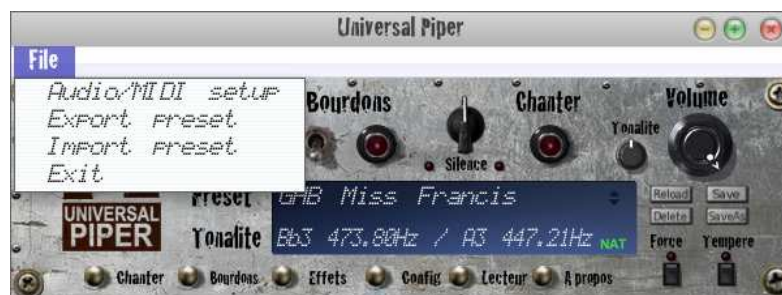 Universal Piper
File
Audio/MIDI setup
Export preset
Import preset
Exit
Bourdons
Silence
Chanter
Tonalite
Volume
Preset
GHB Miss Francis
Reload
Save
UNIVERSAL
PIPER
Tonalite
Bb3 473.80Hz / A3 447.21Hz
NAT
Delete
SaveAs
Force
Tempere
Chanter
Bourdons
Effets
Config
Lecteur
A propos